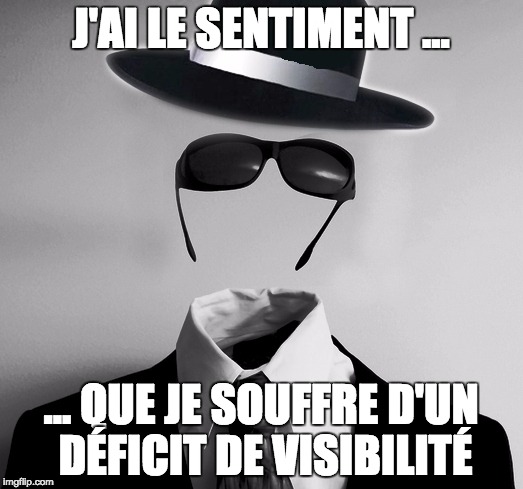 J'AI LE SENTIMENT ...
... QUE JE SOUFFRE D'UN
DÉFICIT DE VISIBILITÉ
imgflip.com